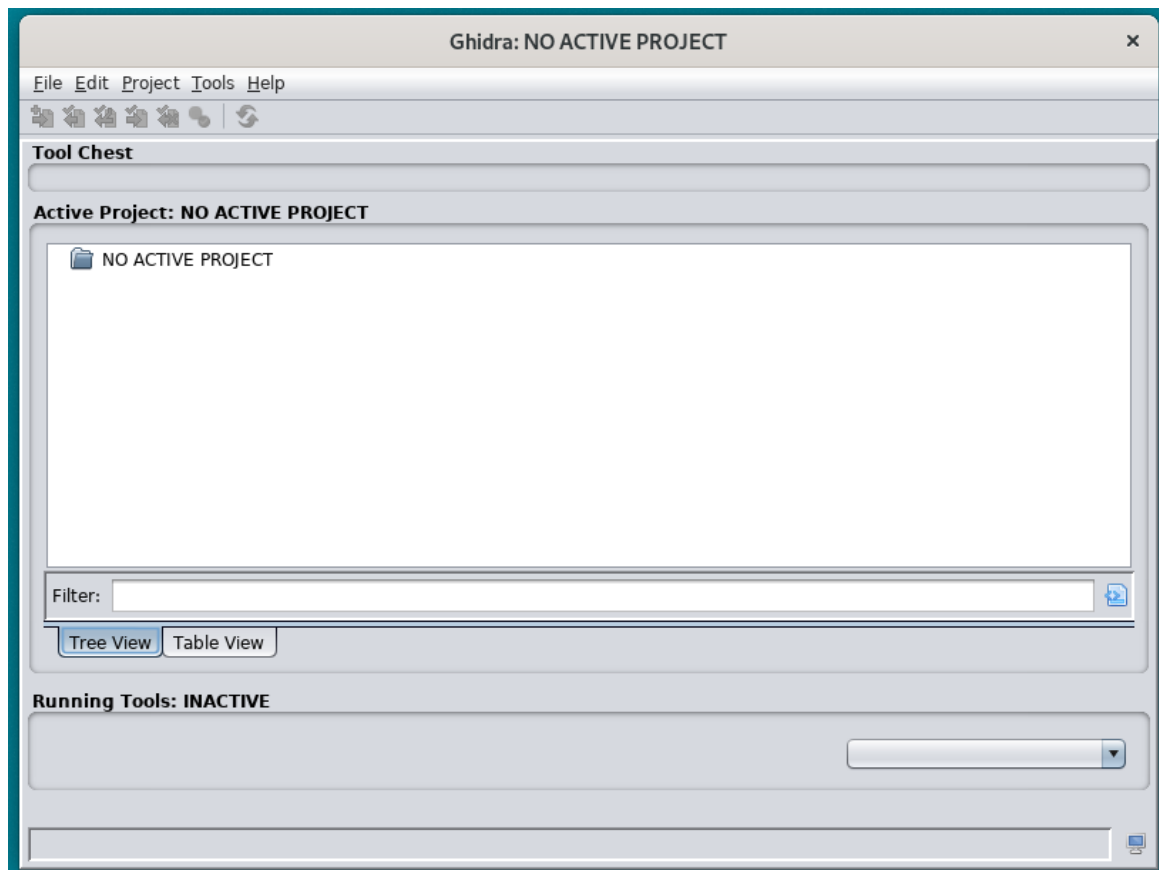 Ghidra: NO ACTIVE PROJECT
File Edit Project Tools Help
Tool Chest
Active Project: NO ACTIVE PROJECT
NO ACTIVE PROJECT
Filter:
Tree View Table View
Running Tools: INACTIVE